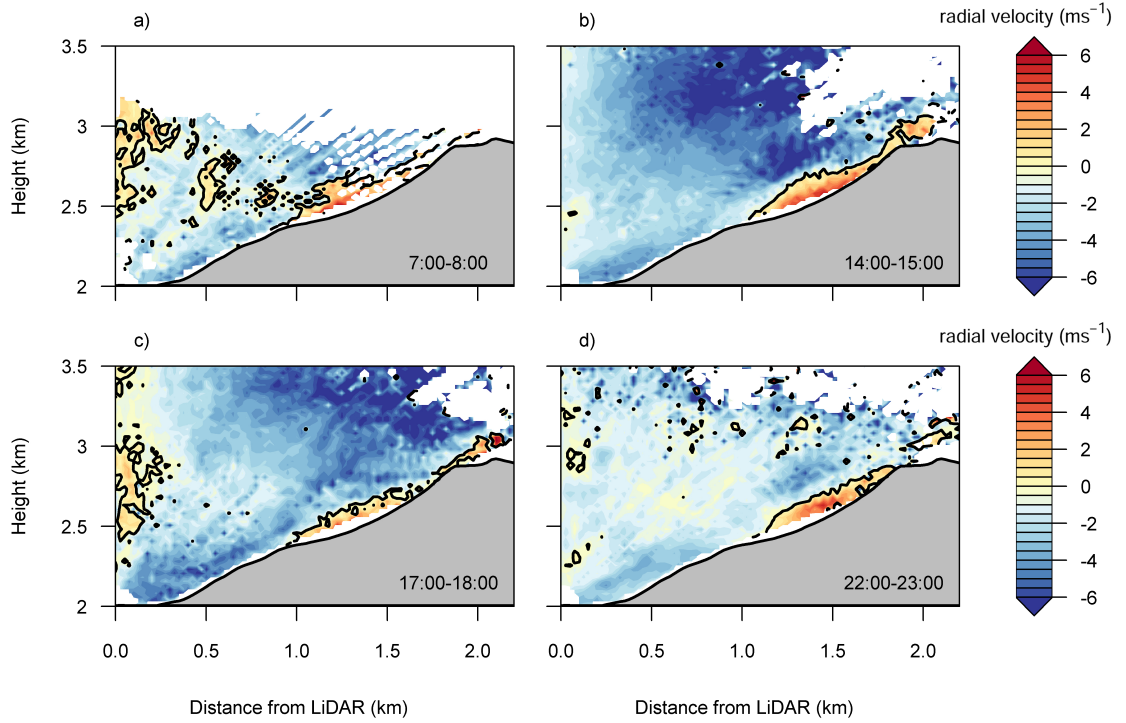 a)
b)
radial velocity (ms⁻¹)
3.5
3
2.5
2
Height (km)
7:00-8:00
14:00-15:00
6
4
2
0
-2
-4
-6
c)
d)
radial velocity (ms⁻¹)
3.5
3
2.5
2
Height (km)
17:00-18:00
22:00-23:00
6
4
2
0
-2
-4
-6
0.0 0.5 1.0 1.5 2.0
0.0 0.5 1.0 1.5 2.0
Distance from LiDAR (km)
Distance from LiDAR (km)